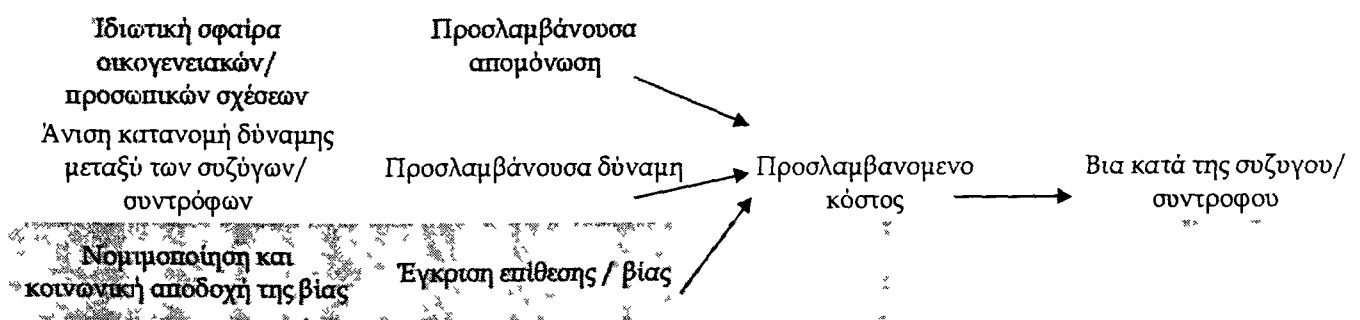 Ἰδιωτική σφαίρα
οικογενειακών/
προσωπικών σχέσεων
Προσλαμβάνουσα
απομόνωση
Άνιση κατανομή δύναμης
μεταξύ των συζύγων/
συντρόφων
Προσλαμβάνουσα δύναμη
Προσλαμβανομενο
κόστος
Βια κατά της συζυγου/
συντροφου
Νομιμοποίηση και
κοινωνική αποδοχή της βίας
Έγκριση επίθεσης / βίας